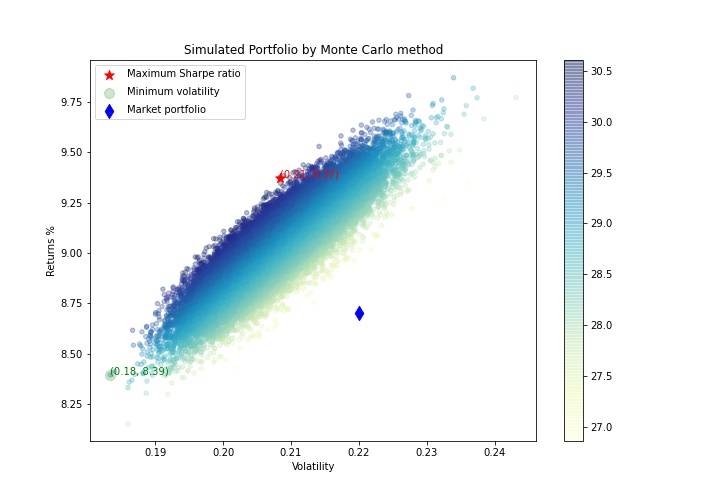 Simulated Portfolio by Monte Carlo method
Maximum Sharpe ratio
Minimum volatility
Market portfolio
Returns %
9.75
9.50
9.25
9.00
8.75
8.50
8.25
(0.21, 9.37)
(0.18, 8.39)
0.19 0.20 0.21 0.22 0.23 0.24
Volatility
30.5
30.0
29.5
29.0
28.5
28.0
27.5
27.0